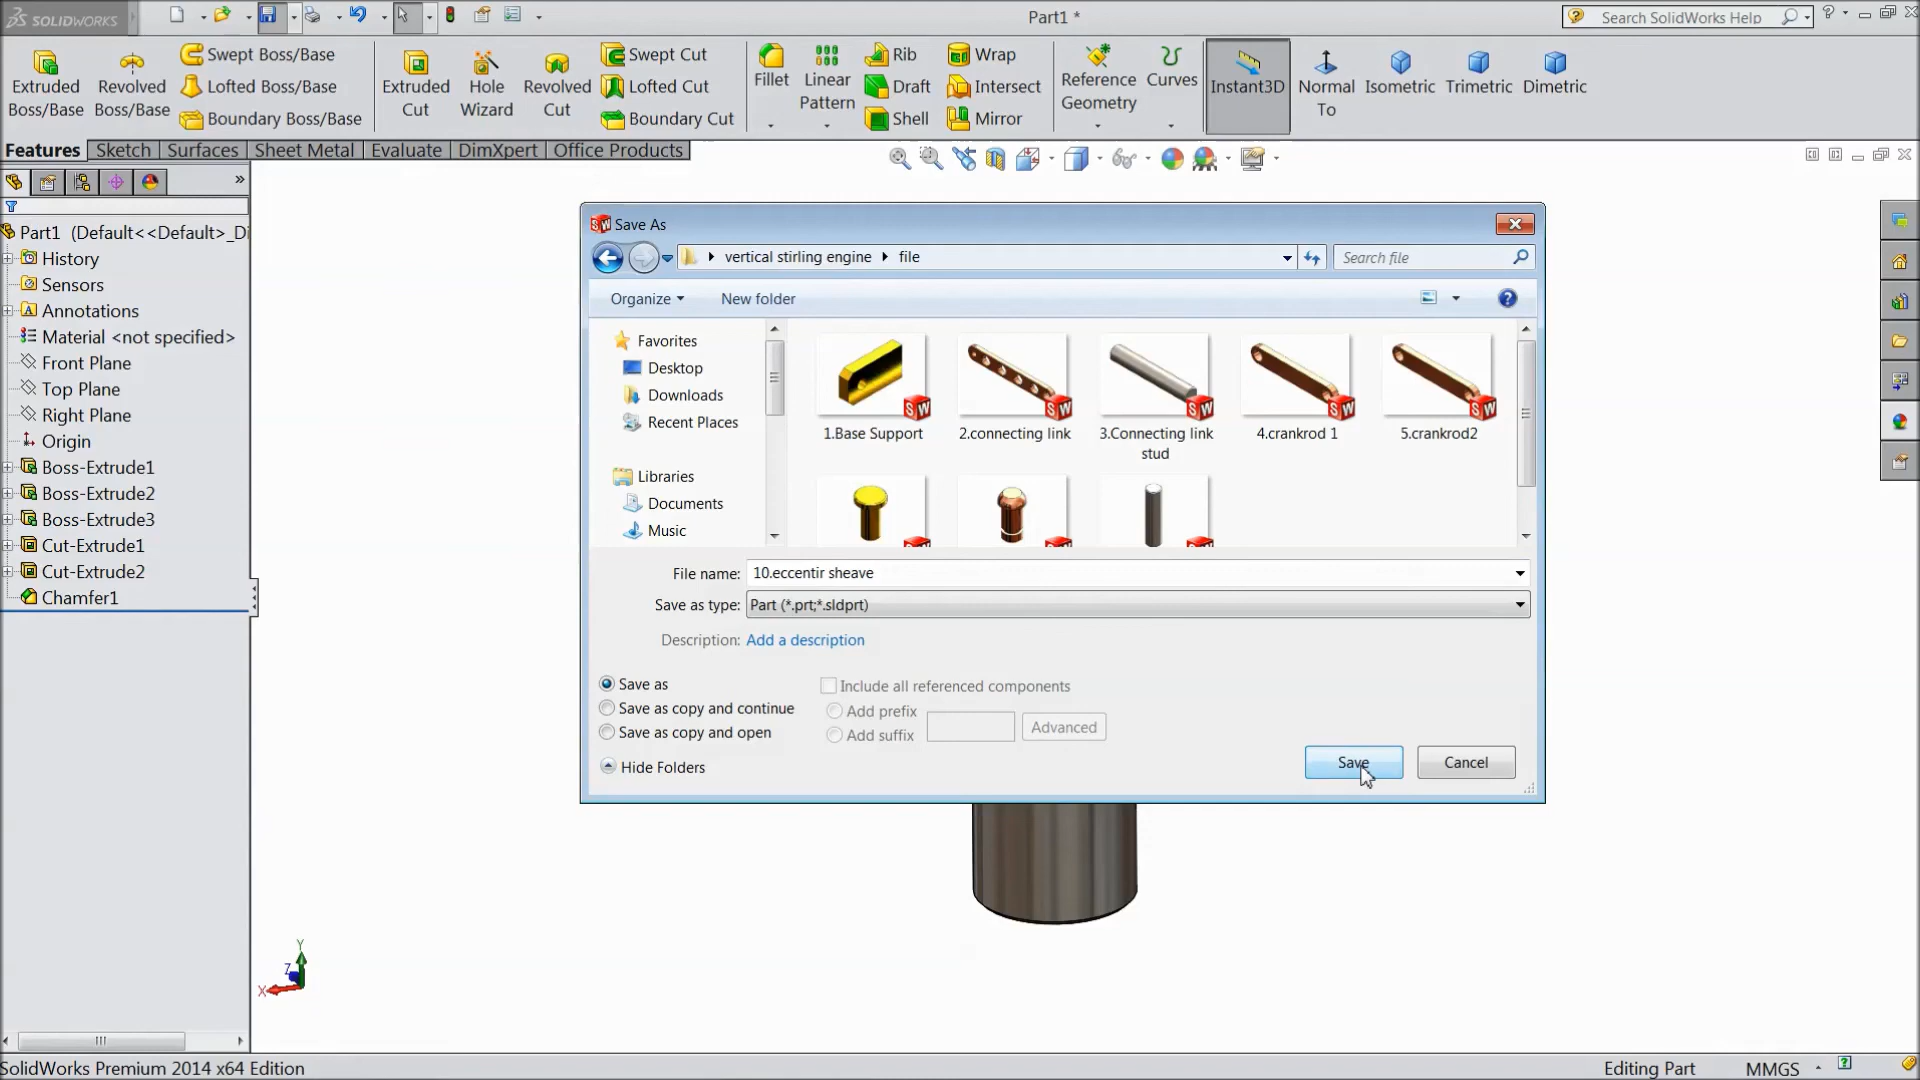 SOLIDWORKS
Part1 *
Search SolidWorks Help
Extruded Boss/Base
Revolved Boss/Base
Swept Boss/Base
Lofted Boss/Base
Boundary Boss/Base
Extruded Cut
Hole Wizard
Revolved Cut
Swept Cut
Lofted Cut
Boundary Cut
Fillet
Linear Pattern
Rib
Draft
Shell
Wrap
Intersect
Mirror
Reference Geometry
Curves
Instant3D
Normal To
Isometric
Trimetric
Dimetric
Features
Sketch
Surfaces
Sheet Metal
Evaluate
DimXpert
Office Products
Part1 (Default<<Default>_Di
History
Sensors
Annotations
Material <not specified>
Front Plane
Top Plane
Right Plane
Origin
Boss-Extrude1
Boss-Extrude2
Boss-Extrude3
Cut-Extrude1
Cut-Extrude2
Chamfer1
Save As
vertical stirling engine
file
Search file
Organize
New folder
Favorites
Desktop
Downloads
Recent Places
Libraries
Documents
Music
1.Base Support
2.connecting link
3.Connecting link
stud
4.crankrod 1
5.crankrod2
File name: 10.eccentir sheave
Save as type: Part (*.prt;*.sldprt)
Description: Add a description
Save as
Save as copy and continue
Save as copy and open
Include all referenced components
Add prefix
Add suffix
Advanced
Hide Folders
Save
Cancel
Y
Z
X
SolidWorks Premium 2014 x64 Edition
Editing Part
MMGS